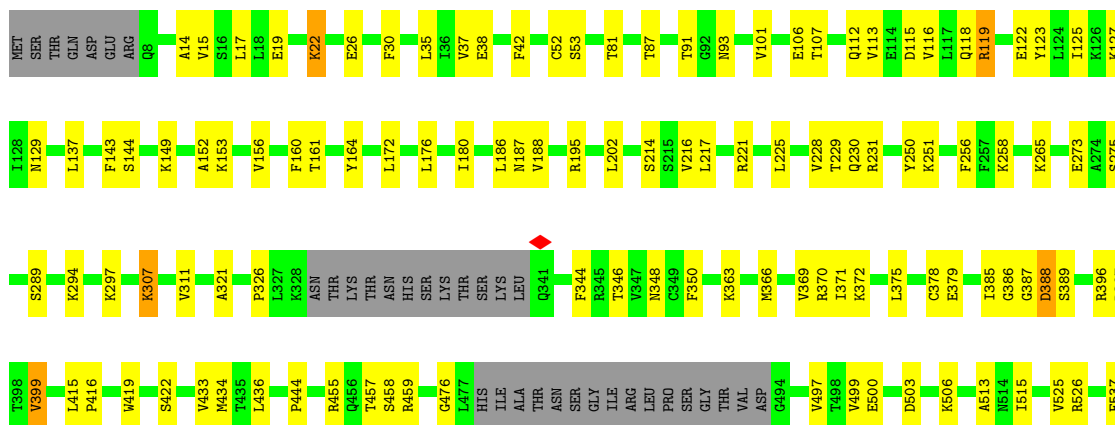 MET SER THR GLN ASP GLU ARG Q8 A14 V15 S16 L17 L18 E19 K22 E26 F30 L35 I36 V37 E38 F42 C52 S53 T81 T87 T91 G92 N93 V101 E106 T107 Q112 V113 E114 D115 V116 L117 Q118 R119 E122 Y123 L124 I125 K126 K127
I128 N129 L137 F143 S144 K149 A152 K153 V156 F160 T161 Y164 L172 L176 I180 L186 N187 V188 R195 L202 S214 S215 V216 L217 R221 L225 V228 T229 Q230 R231 Y250 K251 F256 F257 K258 K265 E273 A274 S275
S289 K294 K297 K307 V311 A321 P326 L327 K328 ASN THR LYS THR ASN HIS SER LYS THR SER LYS LEU Q341 F344 R345 T346 V347 N348 C349 F350 K363 M366 V369 R370 I371 K372 L375 C378 E379 I385 G386 G387 D388 S389 R396
T398 V399 L415 P416 W419 S422 V433 M434 T435 L436 P444 R455 Q456 T457 S458 R459 G476 L477 HIS ILE ALA THR ASN SER GLY ILE ARG LEU PRO SER GLY THR VAL ASP G494 V497 T498 V499 E500 D503 K506 A513 N514 I515 V525 R526